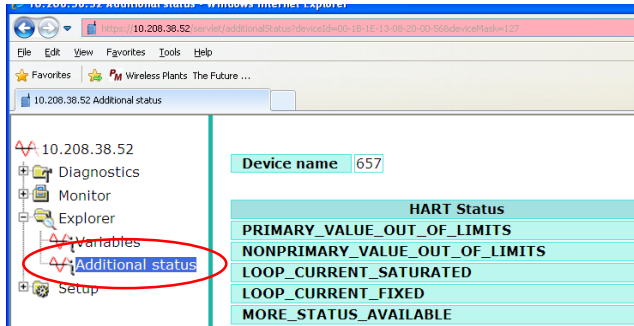 10.208.38.52 Additional status - Windows Internet Explorer
https://10.208.38.52/servlet/additionalStatus?deviceId=00-1B-1E-13-08-20-00-56&deviceMask=127
File Edit View Favorites Tools Help
Favorites PM Wireless Plants The Future ...
10.208.38.52 Additional status
10.208.38.52
Diagnostics
Monitor
Explorer
Variables
Additional status
Setup
Device name 657
HART Status
PRIMARY_VALUE_OUT_OF_LIMITS
NONPRIMARY_VALUE_OUT_OF_LIMITS
LOOP_CURRENT_SATURATED
LOOP_CURRENT_FIXED
MORE_STATUS_AVAILABLE